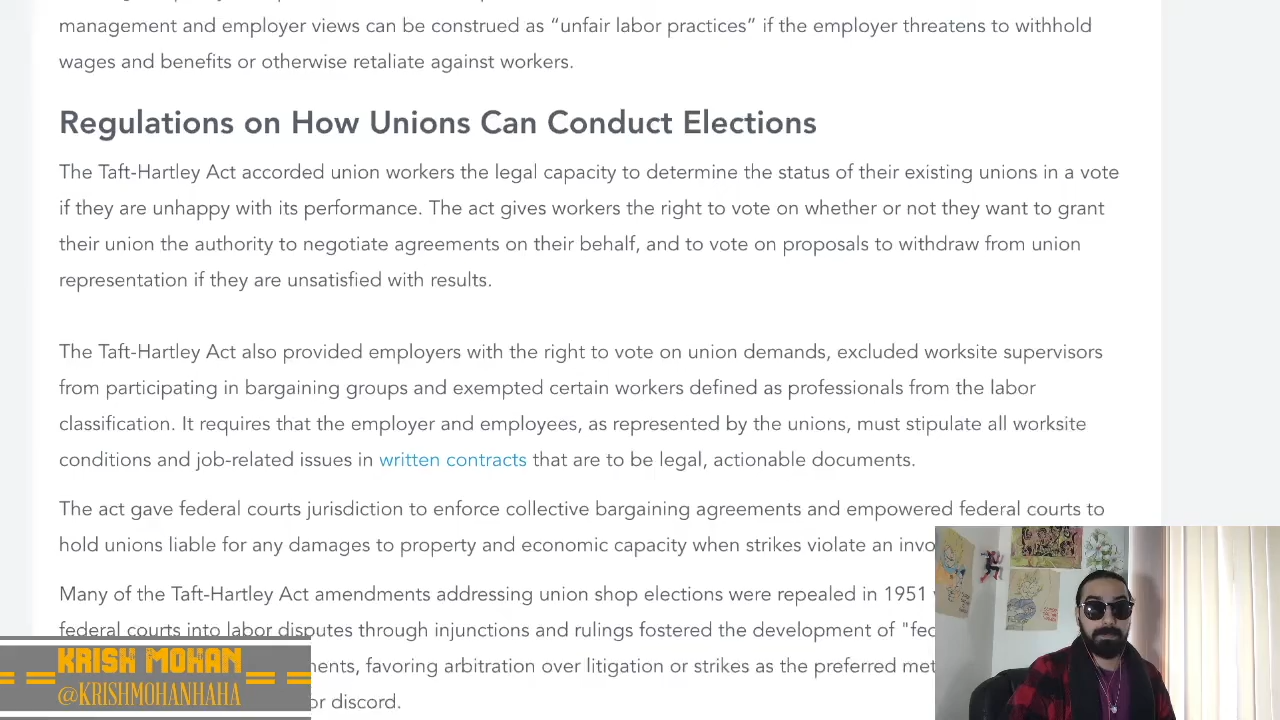 management and employer views can be construed as “unfair labor practices” if the employer threatens to withhold
wages and benefits or otherwise retaliate against workers.
Regulations on How Unions Can Conduct Elections
The Taft-Hartley Act accorded union workers the legal capacity to determine the status of their existing unions in a vote
if they are unhappy with its performance. The act gives workers the right to vote on whether or not they want to grant
their union the authority to negotiate agreements on their behalf, and to vote on proposals to withdraw from union
representation if they are unsatisfied with results.
The Taft-Hartley Act also provided employers with the right to vote on union demands, excluded worksite supervisors
from participating in bargaining groups and exempted certain workers defined as professionals from the labor
classification. It requires that the employer and employees, as represented by the unions, must stipulate all worksite
conditions and job-related issues in written contracts that are to be legal, actionable documents.
The act gave federal courts jurisdiction to enforce collective bargaining agreements and empowered federal courts to
hold unions liable for any damages to property and economic capacity when strikes violate an
Many of the Taft-Hartley Act amendments addressing union shop elections were repealed in 1951
federal courts into labor disputes through injunctions and rulings fostered the development of
favoring arbitration over litigation or strikes as the preferred
discord.
KRISH MOHAN
@KRISHMOHANHAHA